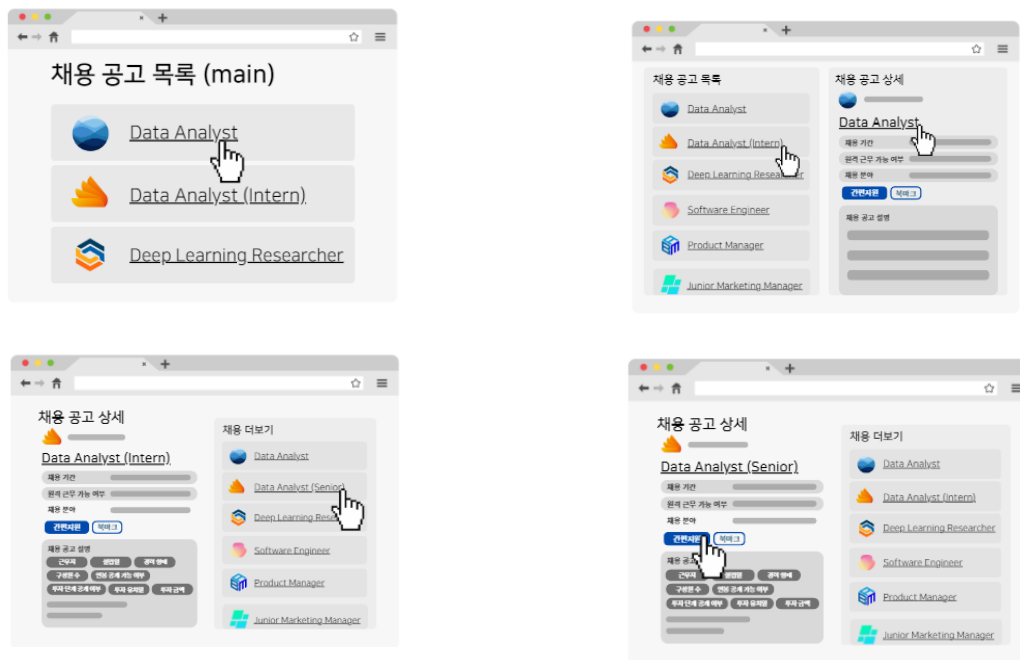 채용 공고 목록 (main)
Data Analyst
Data Analyst (Intern)
Deep Learning Researcher
채용 공고 목록
Data Analyst
Data Analyst (Intern)
Deep Learning Researcher
Software Engineer
Product Manager
Junior Marketing Manager
채용 공고 상세
Data Analyst
채용 기간
원격 근무 가능 여부
채용 분야
간편지원 북마크
채용 공고 설명
채용 공고 상세
Data Analyst (Intern)
채용 기간
원격 근무 가능 여부
채용 분야
간편지원 북마크
채용 공고 설명
근무지 설립일 경력 형태
구성원 수 연봉 공개 가능 여부
투자 단계 공개 여부 투자 유치일 투자 금액
채용 더보기
Data Analyst
Data Analyst (Senior)
Deep Learning Rese
Software Engineer
Product Manager
Junior Marketing Manager
채용 공고 상세
Data Analyst (Senior)
채용 기간
원격 근무 가능 여부
채용 분야
간편지원 북마크
채용 공고
근무지 설립일 경력 형태
구성원 수 연봉 공개 가능 여부
투자 단계 공개 여부 투자 유치일 투자 금액
채용 더보기
Data Analyst
Data Analyst (Intern)
Deep Learning Researcher
Software Engineer
Product Manager
Junior Marketing Manager